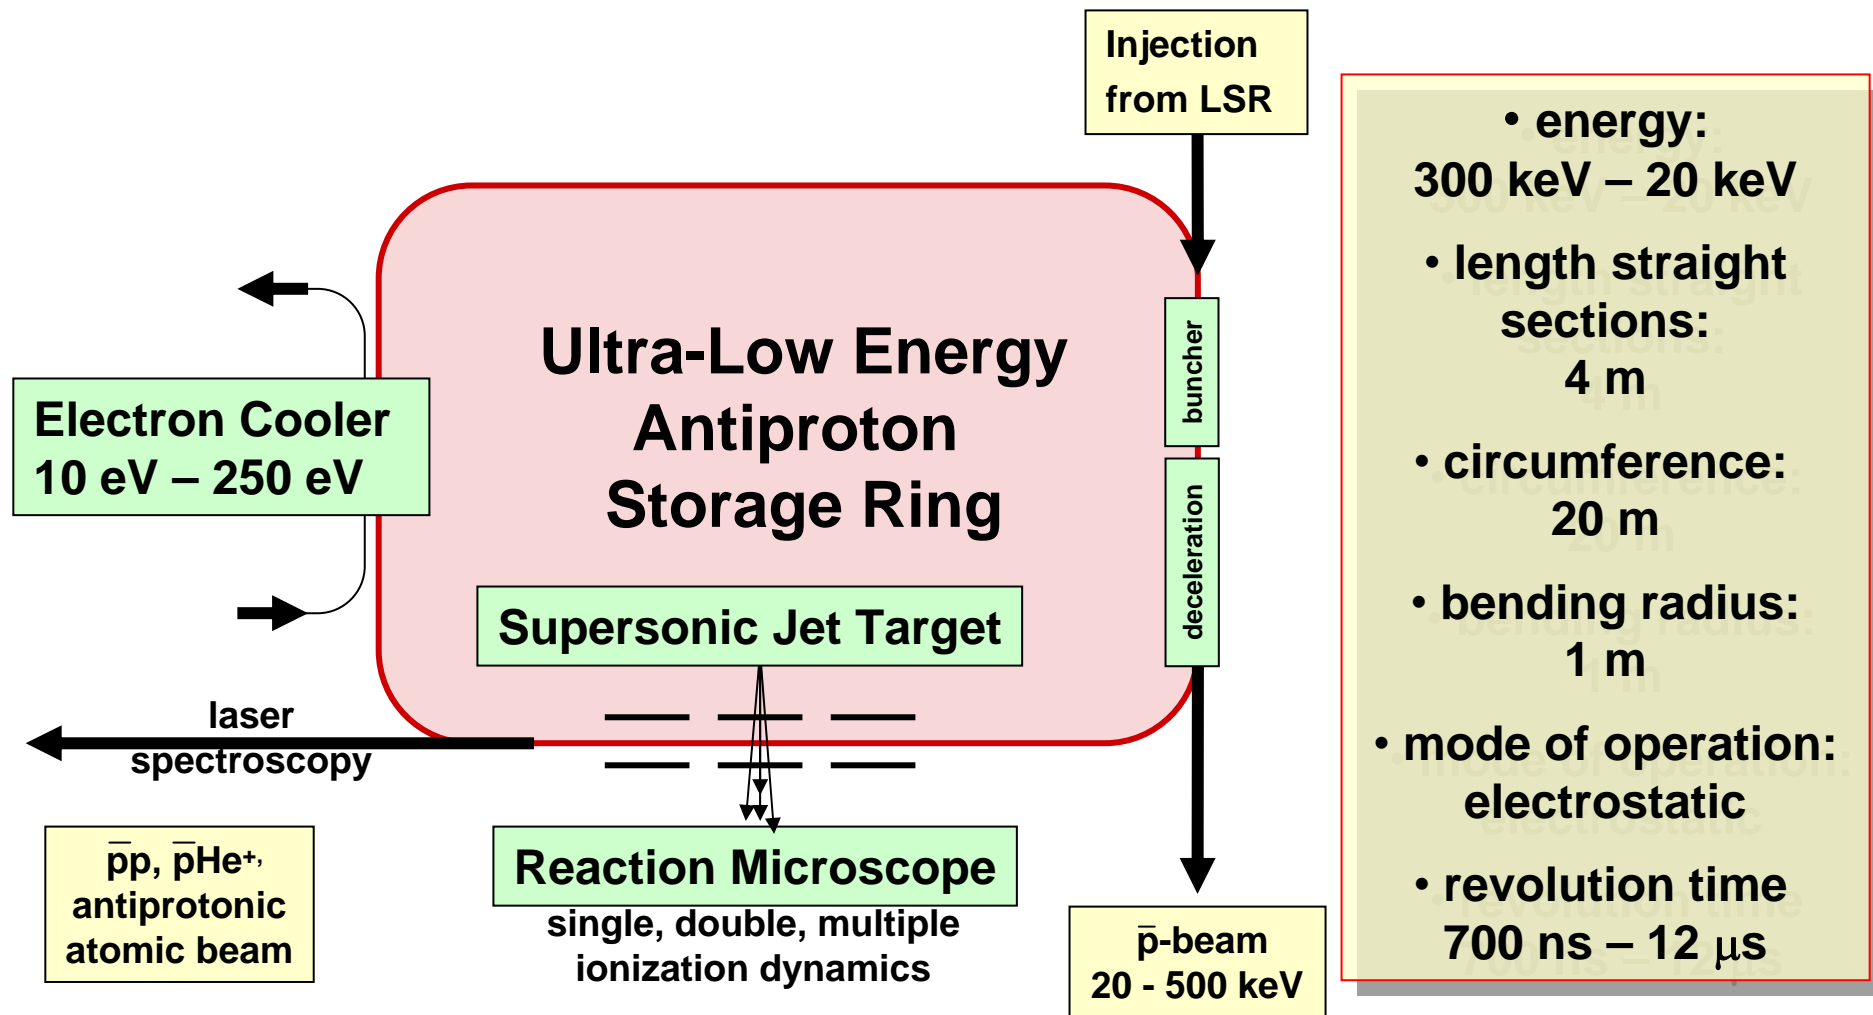 Injection
from LSR
Ultra-Low Energy
Antiproton
Storage Ring
buncher
deceleration
Electron Cooler
10 eV – 250 eV
Supersonic Jet Target
laser
spectroscopy
Reaction Microscope
single, double, multiple
ionization dynamics
p̅p, p̅He⁺,
antiprotonic
atomic beam
p̅-beam
20 - 500 keV
• energy:
300 keV – 20 keV
• length straight
sections:
4 m
• circumference:
20 m
• bending radius:
1 m
• mode of operation:
electrostatic
• revolution time
700 ns – 12 μs